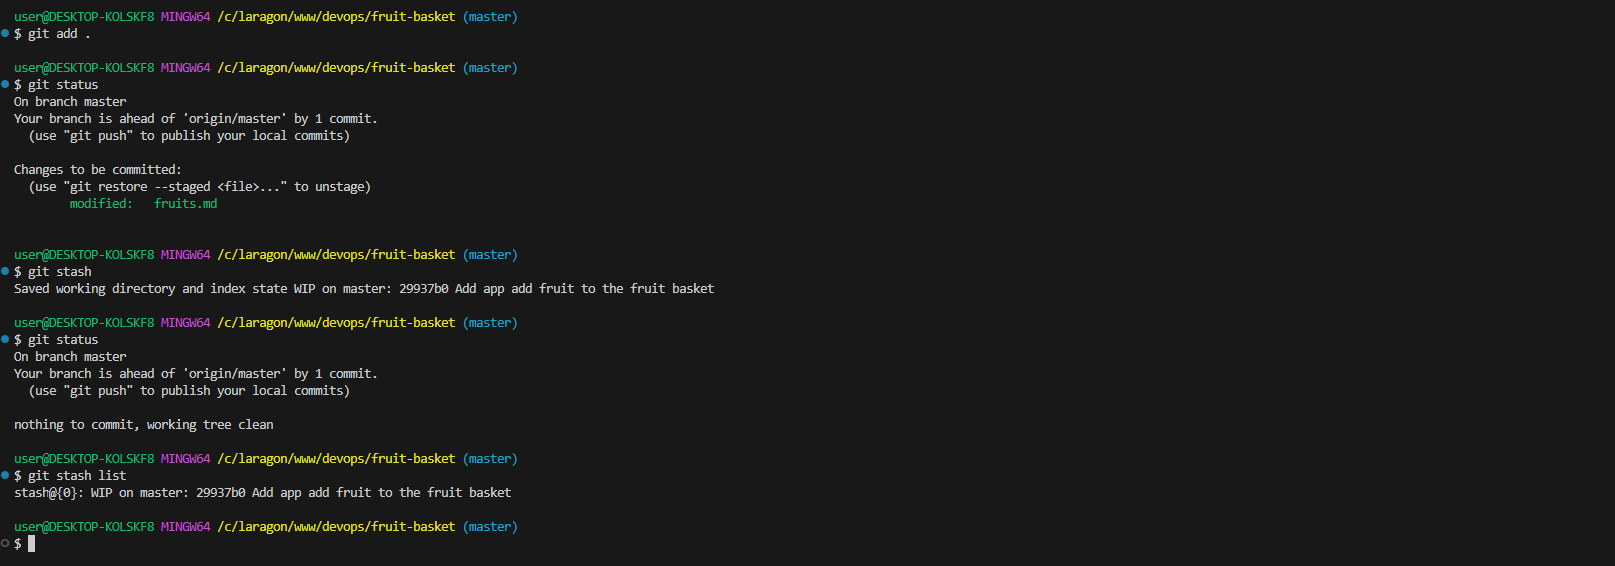 user@DESKTOP-KOLSKF8 MINGW64 /c/laragon/www/devops/fruit-basket (master)
$ git add .
user@DESKTOP-KOLSKF8 MINGW64 /c/laragon/www/devops/fruit-basket (master)
$ git status
On branch master
Your branch is ahead of 'origin/master' by 1 commit.
  (use "git push" to publish your local commits)
Changes to be committed:
  (use "git restore --staged <file>..." to unstage)
        modified:   fruits.md
user@DESKTOP-KOLSKF8 MINGW64 /c/laragon/www/devops/fruit-basket (master)
$ git stash
Saved working directory and index state WIP on master: 29937b0 Add app add fruit to the fruit basket
user@DESKTOP-KOLSKF8 MINGW64 /c/laragon/www/devops/fruit-basket (master)
$ git status
On branch master
Your branch is ahead of 'origin/master' by 1 commit.
  (use "git push" to publish your local commits)
nothing to commit, working tree clean
user@DESKTOP-KOLSKF8 MINGW64 /c/laragon/www/devops/fruit-basket (master)
$ git stash list
stash@{0}: WIP on master: 29937b0 Add app add fruit to the fruit basket
user@DESKTOP-KOLSKF8 MINGW64 /c/laragon/www/devops/fruit-basket (master)
$